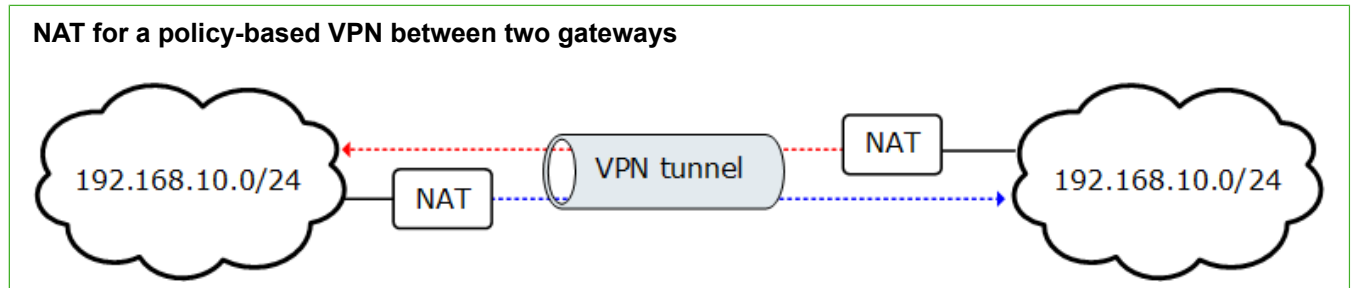 NAT for a policy-based VPN between two gateways
192.168.10.0/24
NAT
VPN tunnel
NAT
192.168.10.0/24